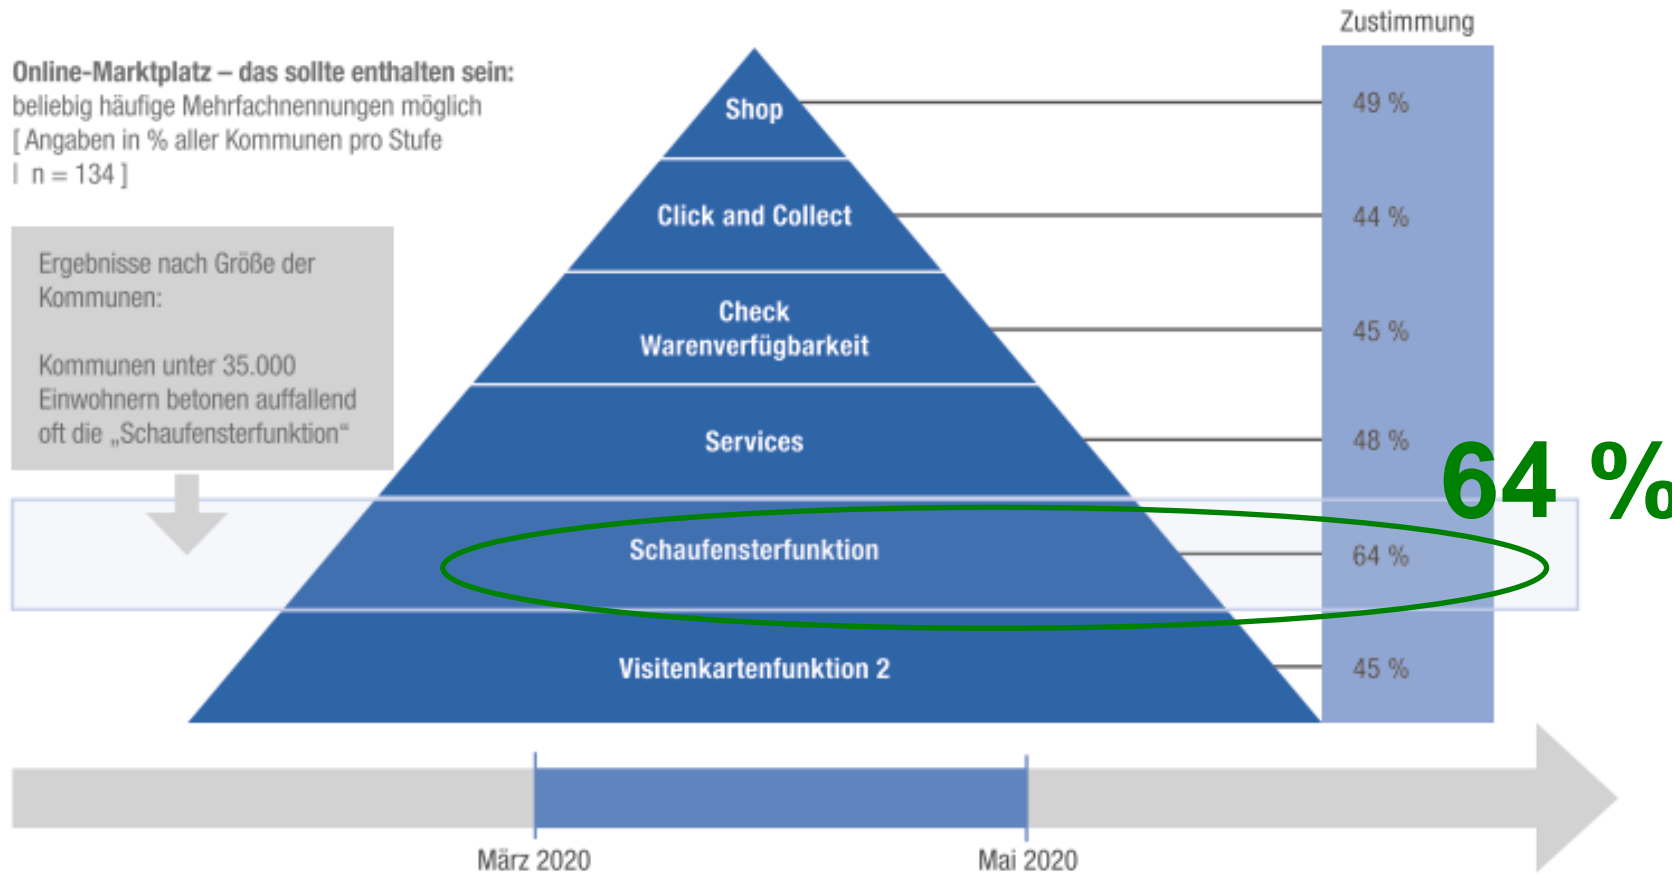 Zustimmung
Online-Marktplatz – das sollte enthalten sein:
beliebig häufige Mehrfachnennungen möglich
[ Angaben in % aller Kommunen pro Stufe
| n = 134 ]
Ergebnisse nach Größe der
Kommunen:
Kommunen unter 35.000
Einwohnern betonen auffallend
oft die „Schaufensterfunktion“
Shop
49 %
Click and Collect
44 %
Check
Warenverfügbarkeit
45 %
Services
48 %
64 %
Schaufensterfunktion
64 %
Visitenkartenfunktion 2
45 %
März 2020
Mai 2020